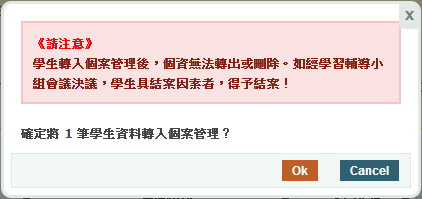 X
《請注意》
學生轉入個案管理後，個資無法轉出或刪除。如經學習輔導小
組會議決議，學生具結案因素者，得予結案！
確定將 1 筆學生資料轉入個案管理？
Ok Cancel